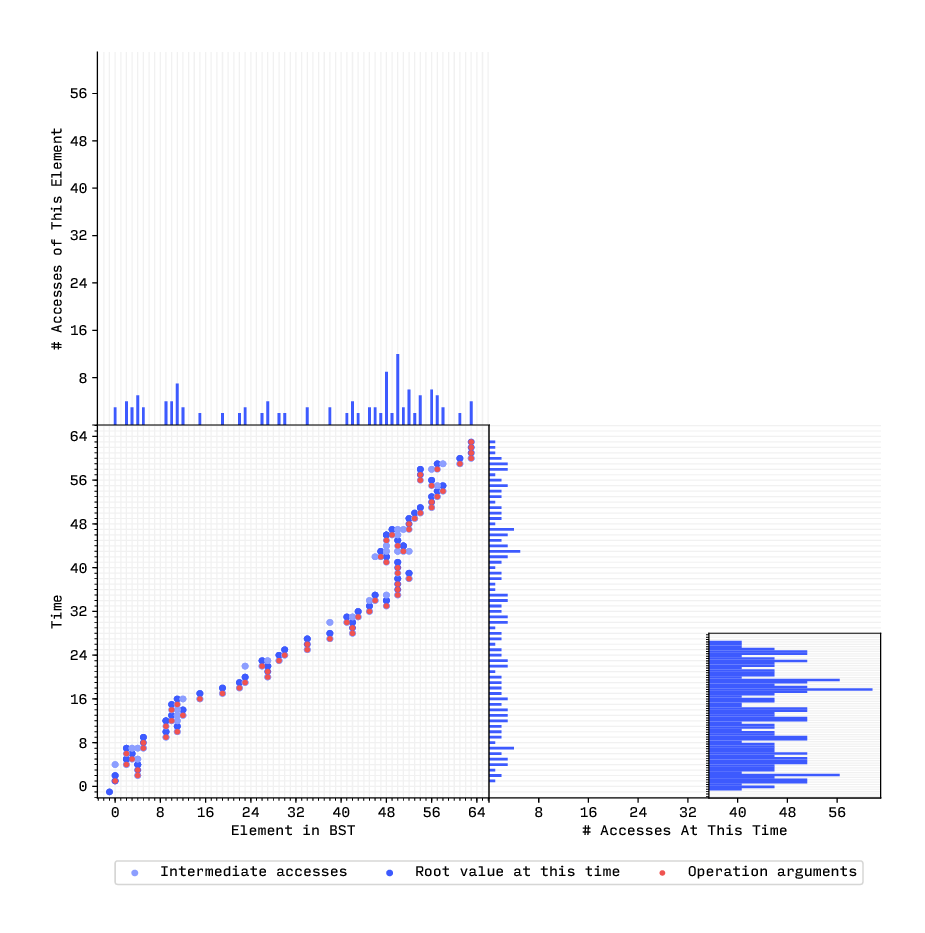 # Accesses of This Element
56
48
40
32
24
16
8
Time
64
56
48
40
32
24
16
8
0
0 8 16 24 32 40 48 56 64
Element in BST
8 16 24 32 40 48 56
# Accesses At This Time
Intermediate accesses Root value at this time Operation arguments